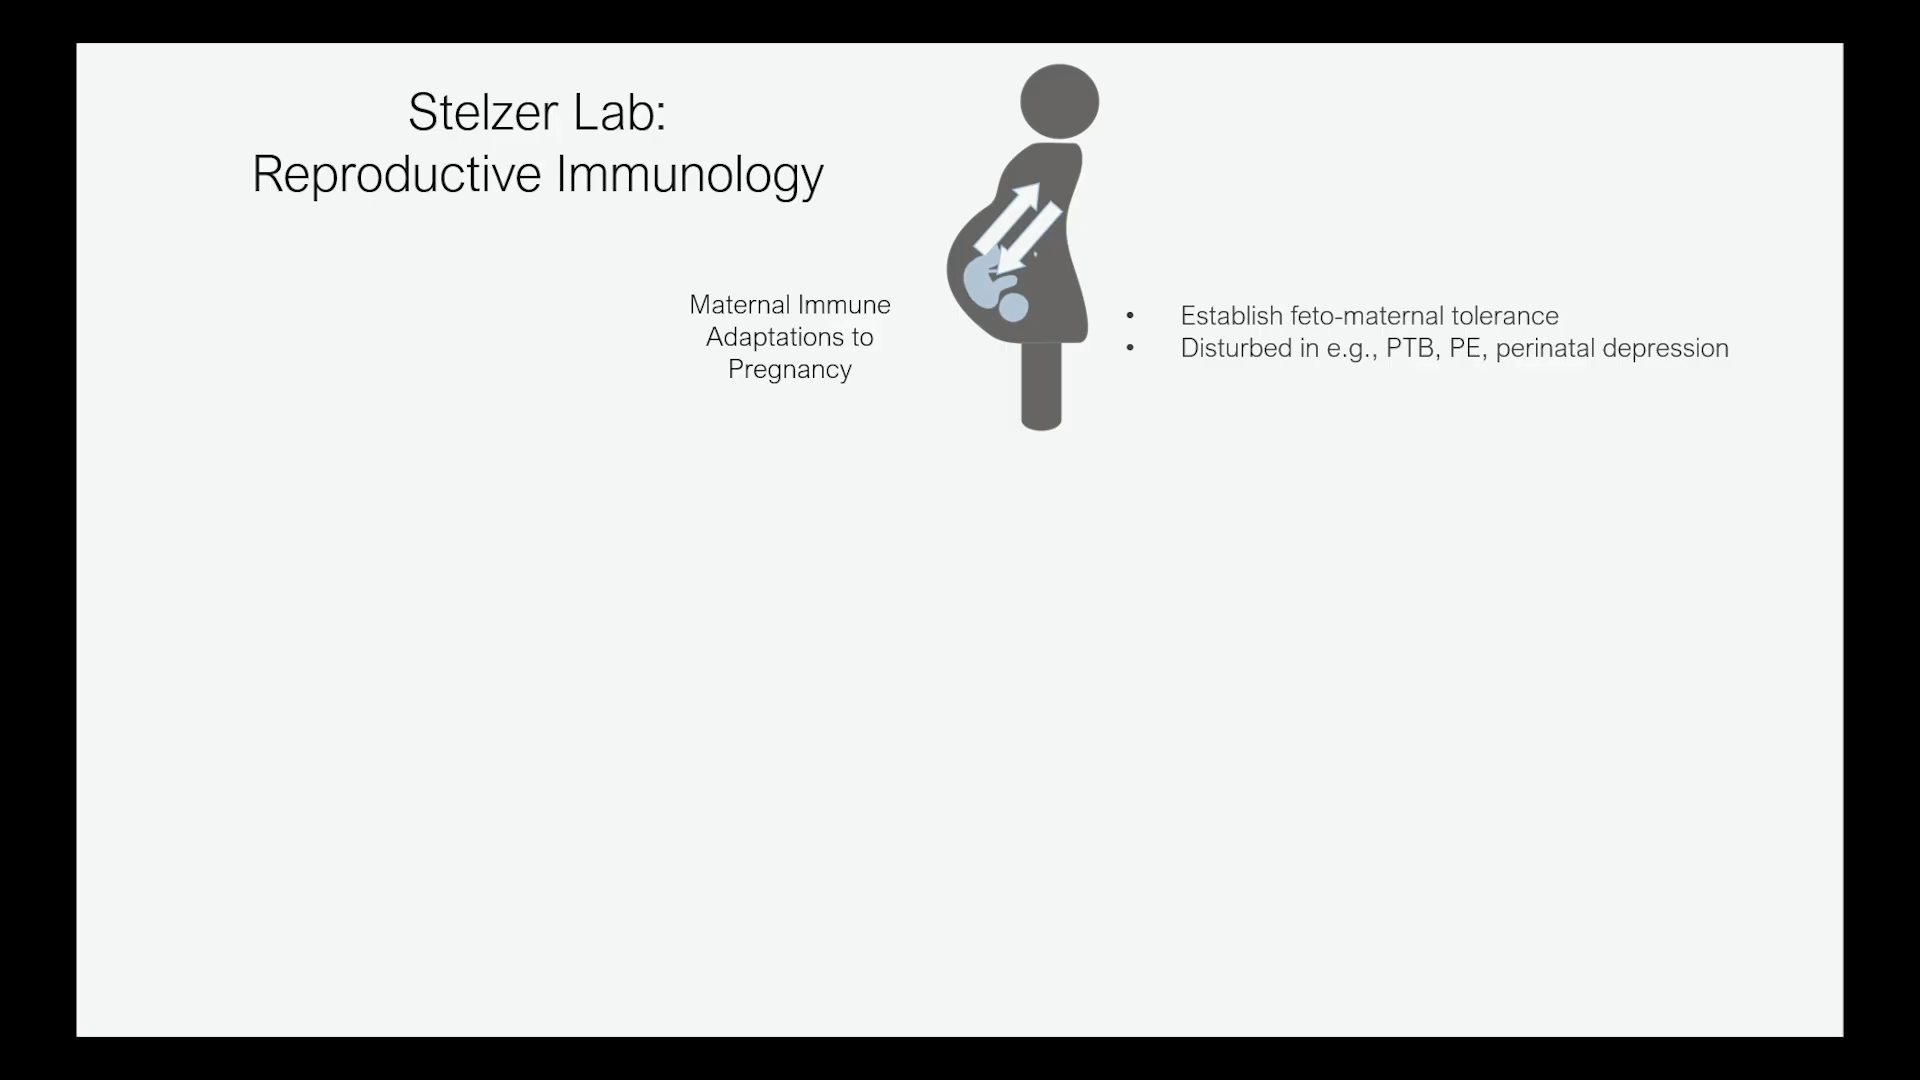 Stelzer Lab:
Reproductive Immunology
Maternal Immune
Adaptations to
Pregnancy
• Establish feto-maternal tolerance
• Disturbed in e.g., PTB, PE, perinatal depression